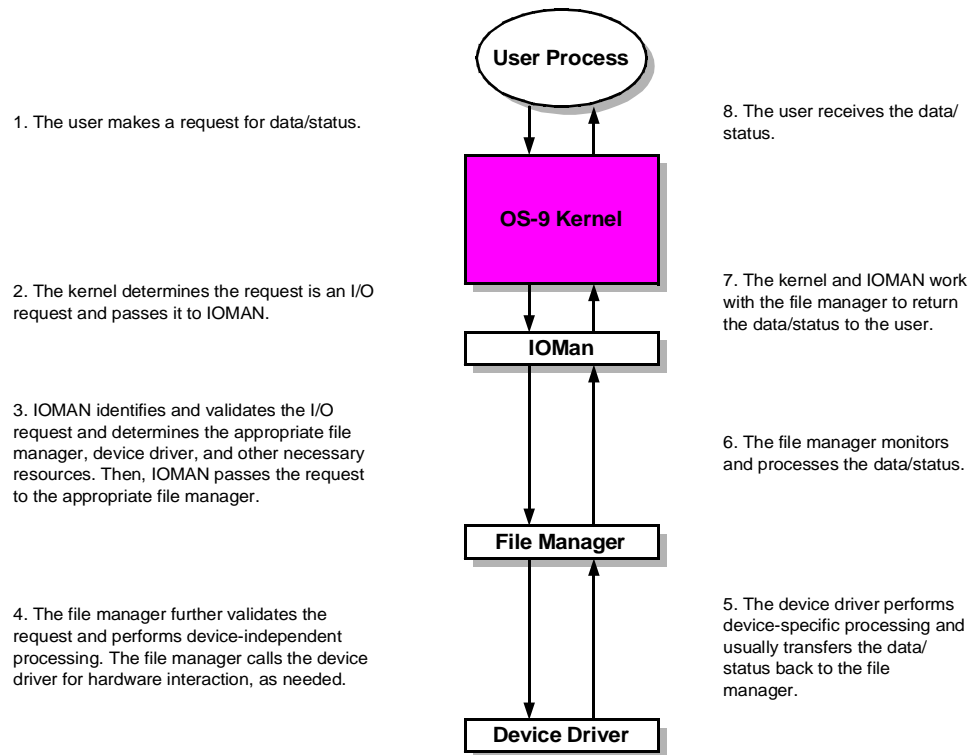 User Process
1. The user makes a request for data/status.
8. The user receives the data/
status.
OS-9 Kernel
2. The kernel determines the request is an I/O
request and passes it to IOMAN.
7. The kernel and IOMAN work
with the file manager to return
the data/status to the user.
IOMan
3. IOMAN identifies and validates the I/O
request and determines the appropriate file
manager, device driver, and other necessary
resources. Then, IOMAN passes the request
to the appropriate file manager.
6. The file manager monitors
and processes the data/status.
File Manager
4. The file manager further validates the
request and performs device-independent
processing. The file manager calls the device
driver for hardware interaction, as needed.
5. The device driver performs
device-specific processing and
usually transfers the data/
status back to the file
manager.
Device Driver